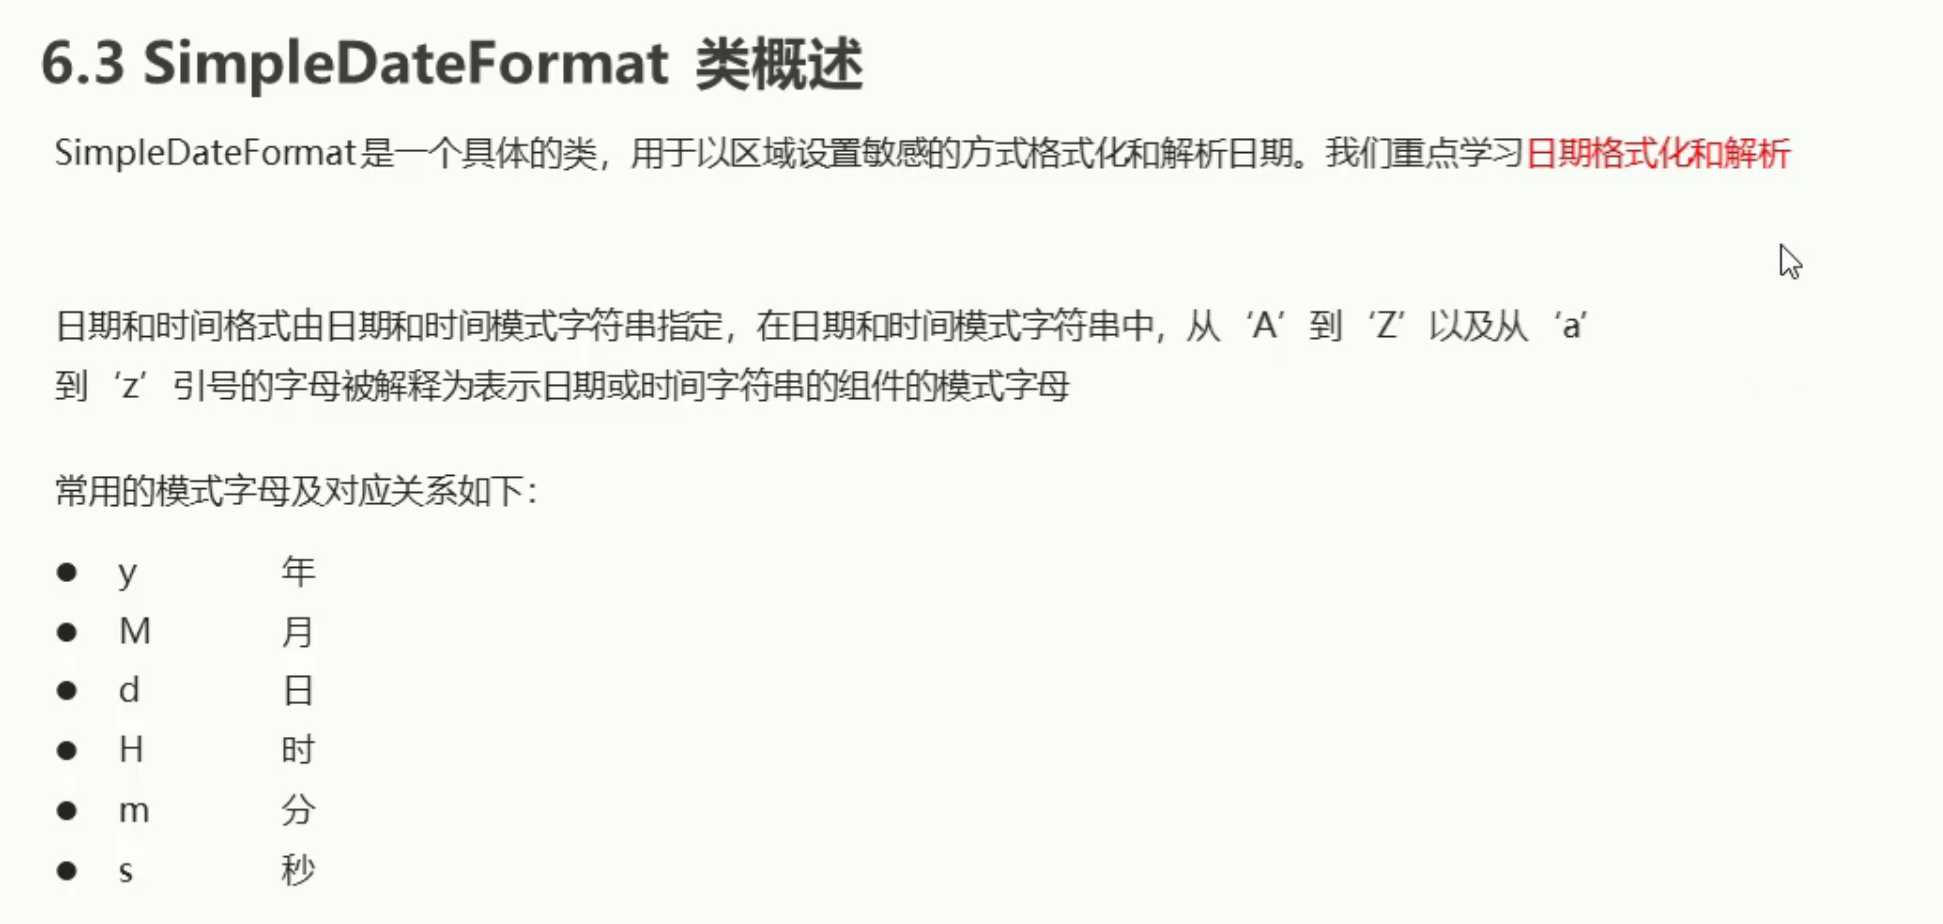 6.3 SimpleDateFormat 类概述
SimpleDateFormat是一个具体的类，用于以区域设置敏感的方式格式化和解析日期。我们重点学习日期格式化和解析
日期和时间格式由日期和时间模式字符串指定，在日期和时间模式字符串中，从‘A’到‘Z’以及从‘a’
到‘z’引号的字母被解释为表示日期或时间字符串的组件的模式字母
常用的模式字母及对应关系如下：
● y 年
● M 月
● d 日
● H 时
● m 分
● s 秒